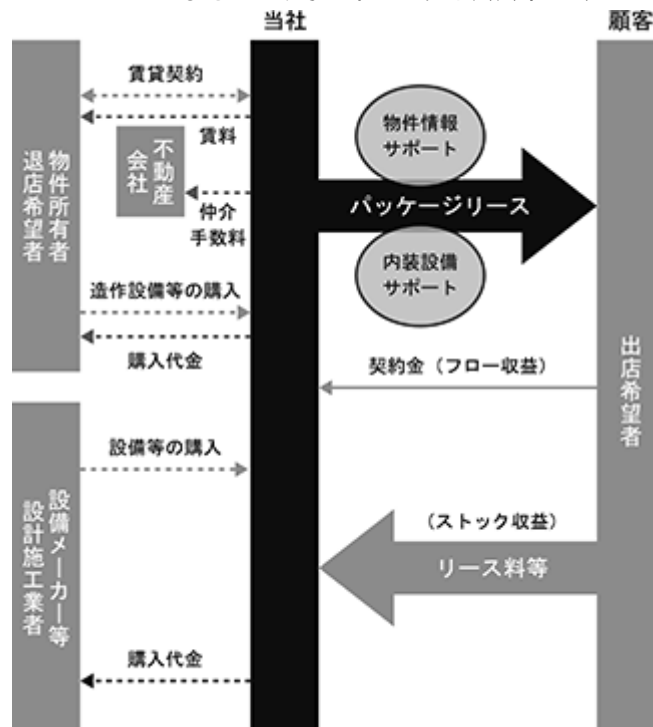 当社
顧客
賃貸契約
賃料
不動産
会社
仲介
手数料
物件所有者
退店希望者
造作設備等の購入
購入代金
物件情報
サポート
パッケージリース
内装設備
サポート
契約金（フロー収益）
出店希望者
設備等の購入
設備メーカー等
設計施工業者
（ストック収益）
リース料等
購入代金